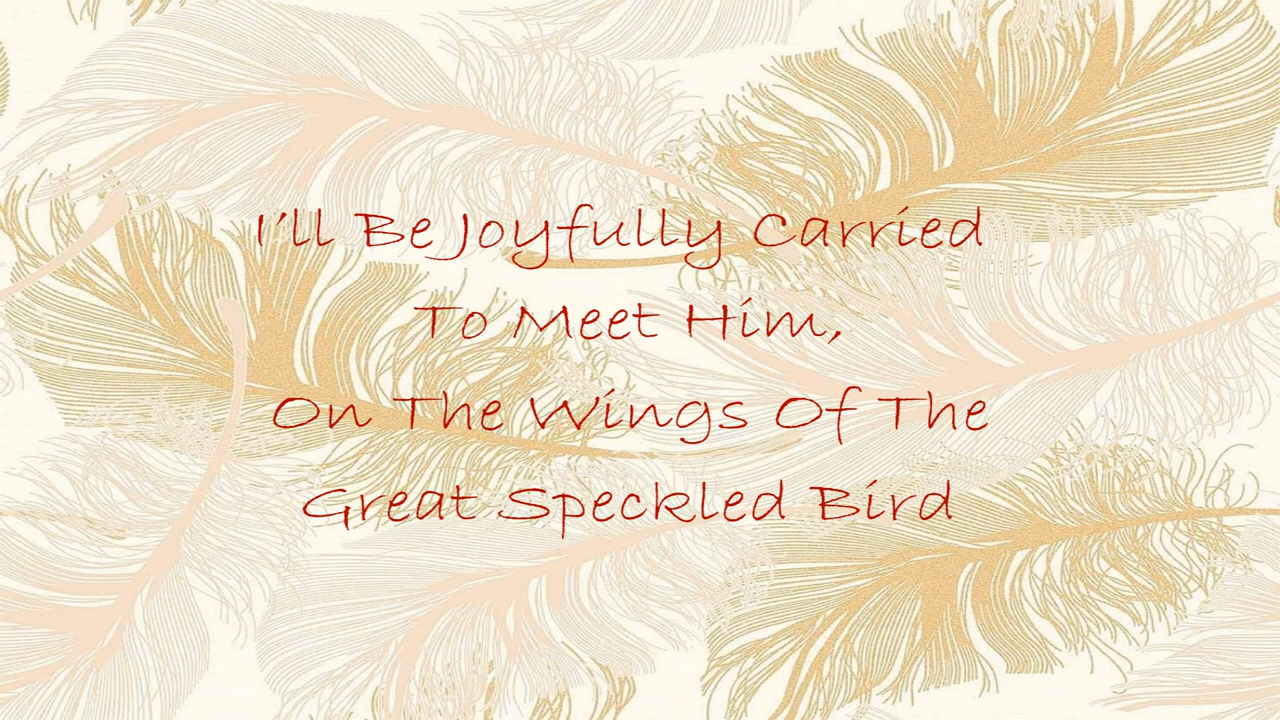 I'll Be Joyfully Carried
To Meet Him,
On The Wings Of The
Great Speckled Bird